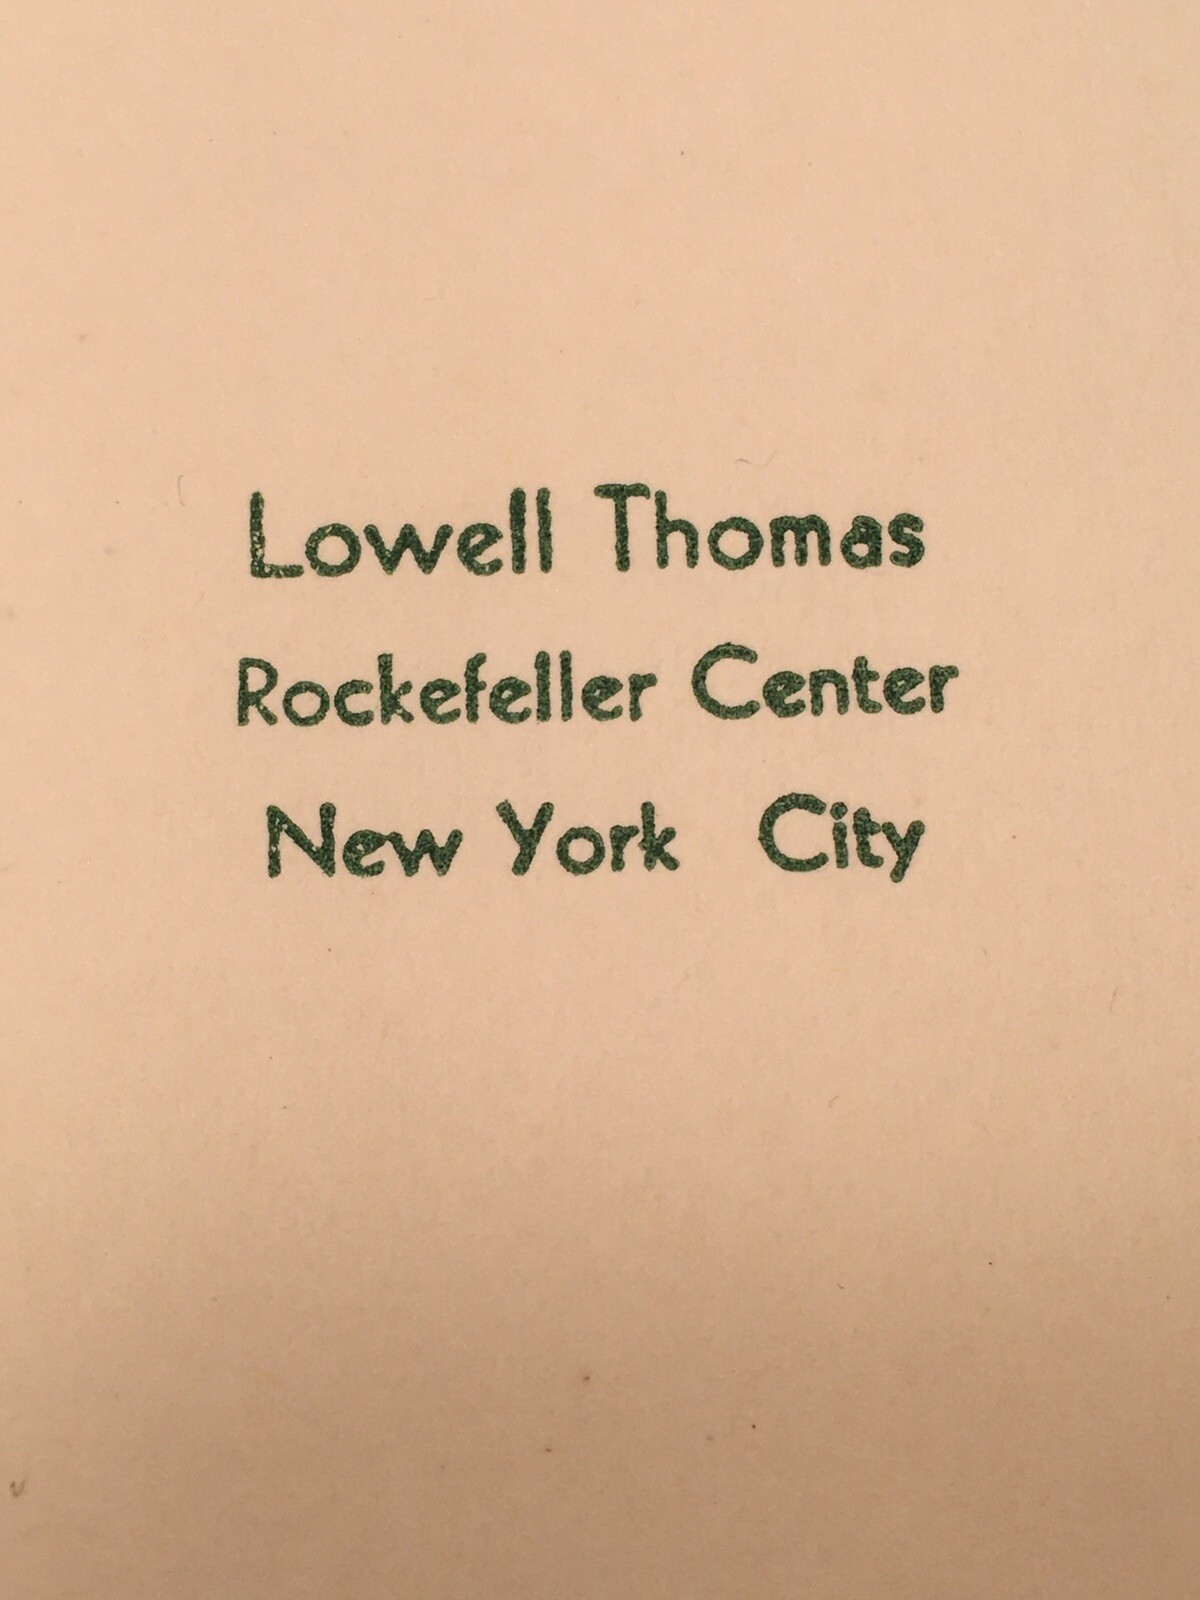 Lowell Thomas
Rockefeller Center
New York City